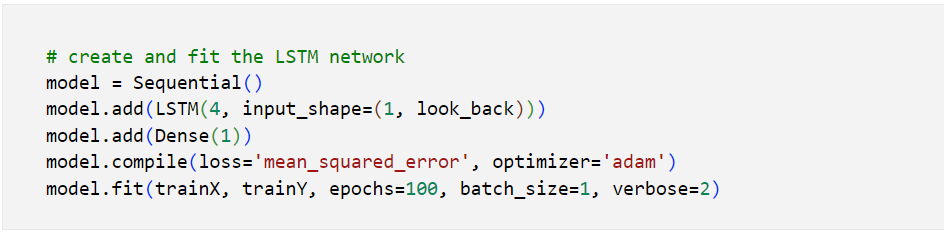 # create and fit the LSTM network
model = Sequential()
model.add(LSTM(4, input_shape=(1, look_back)))
model.add(Dense(1))
model.compile(loss='mean_squared_error', optimizer='adam')
model.fit(trainX, trainY, epochs=100, batch_size=1, verbose=2)